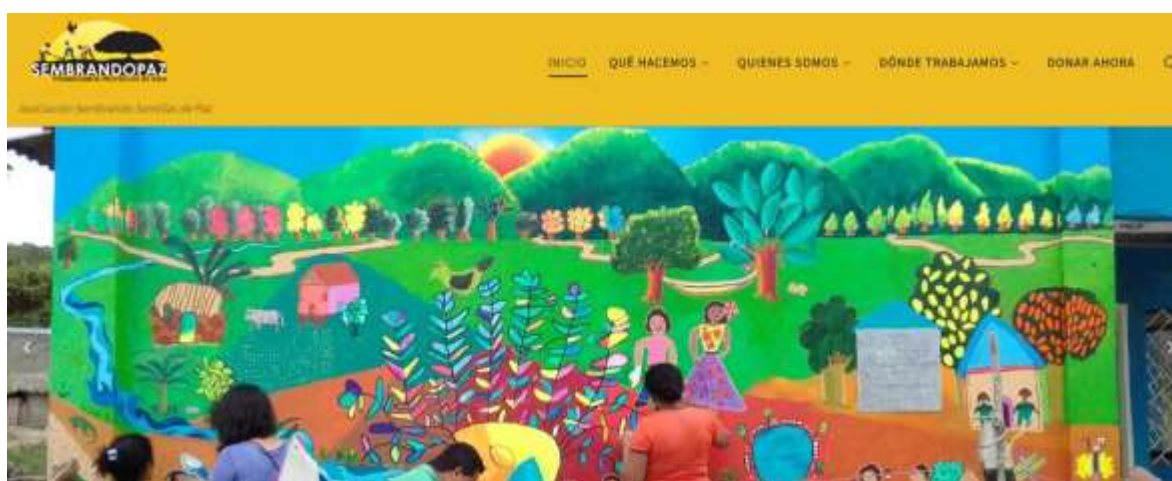 SEMBRANDOPAZ
INICIO QUÉ HACEMOS QUIENES SOMOS DÓNDE TRABAJAMOS DONAR AHORA
Asociación Sembrando Semillas de Paz